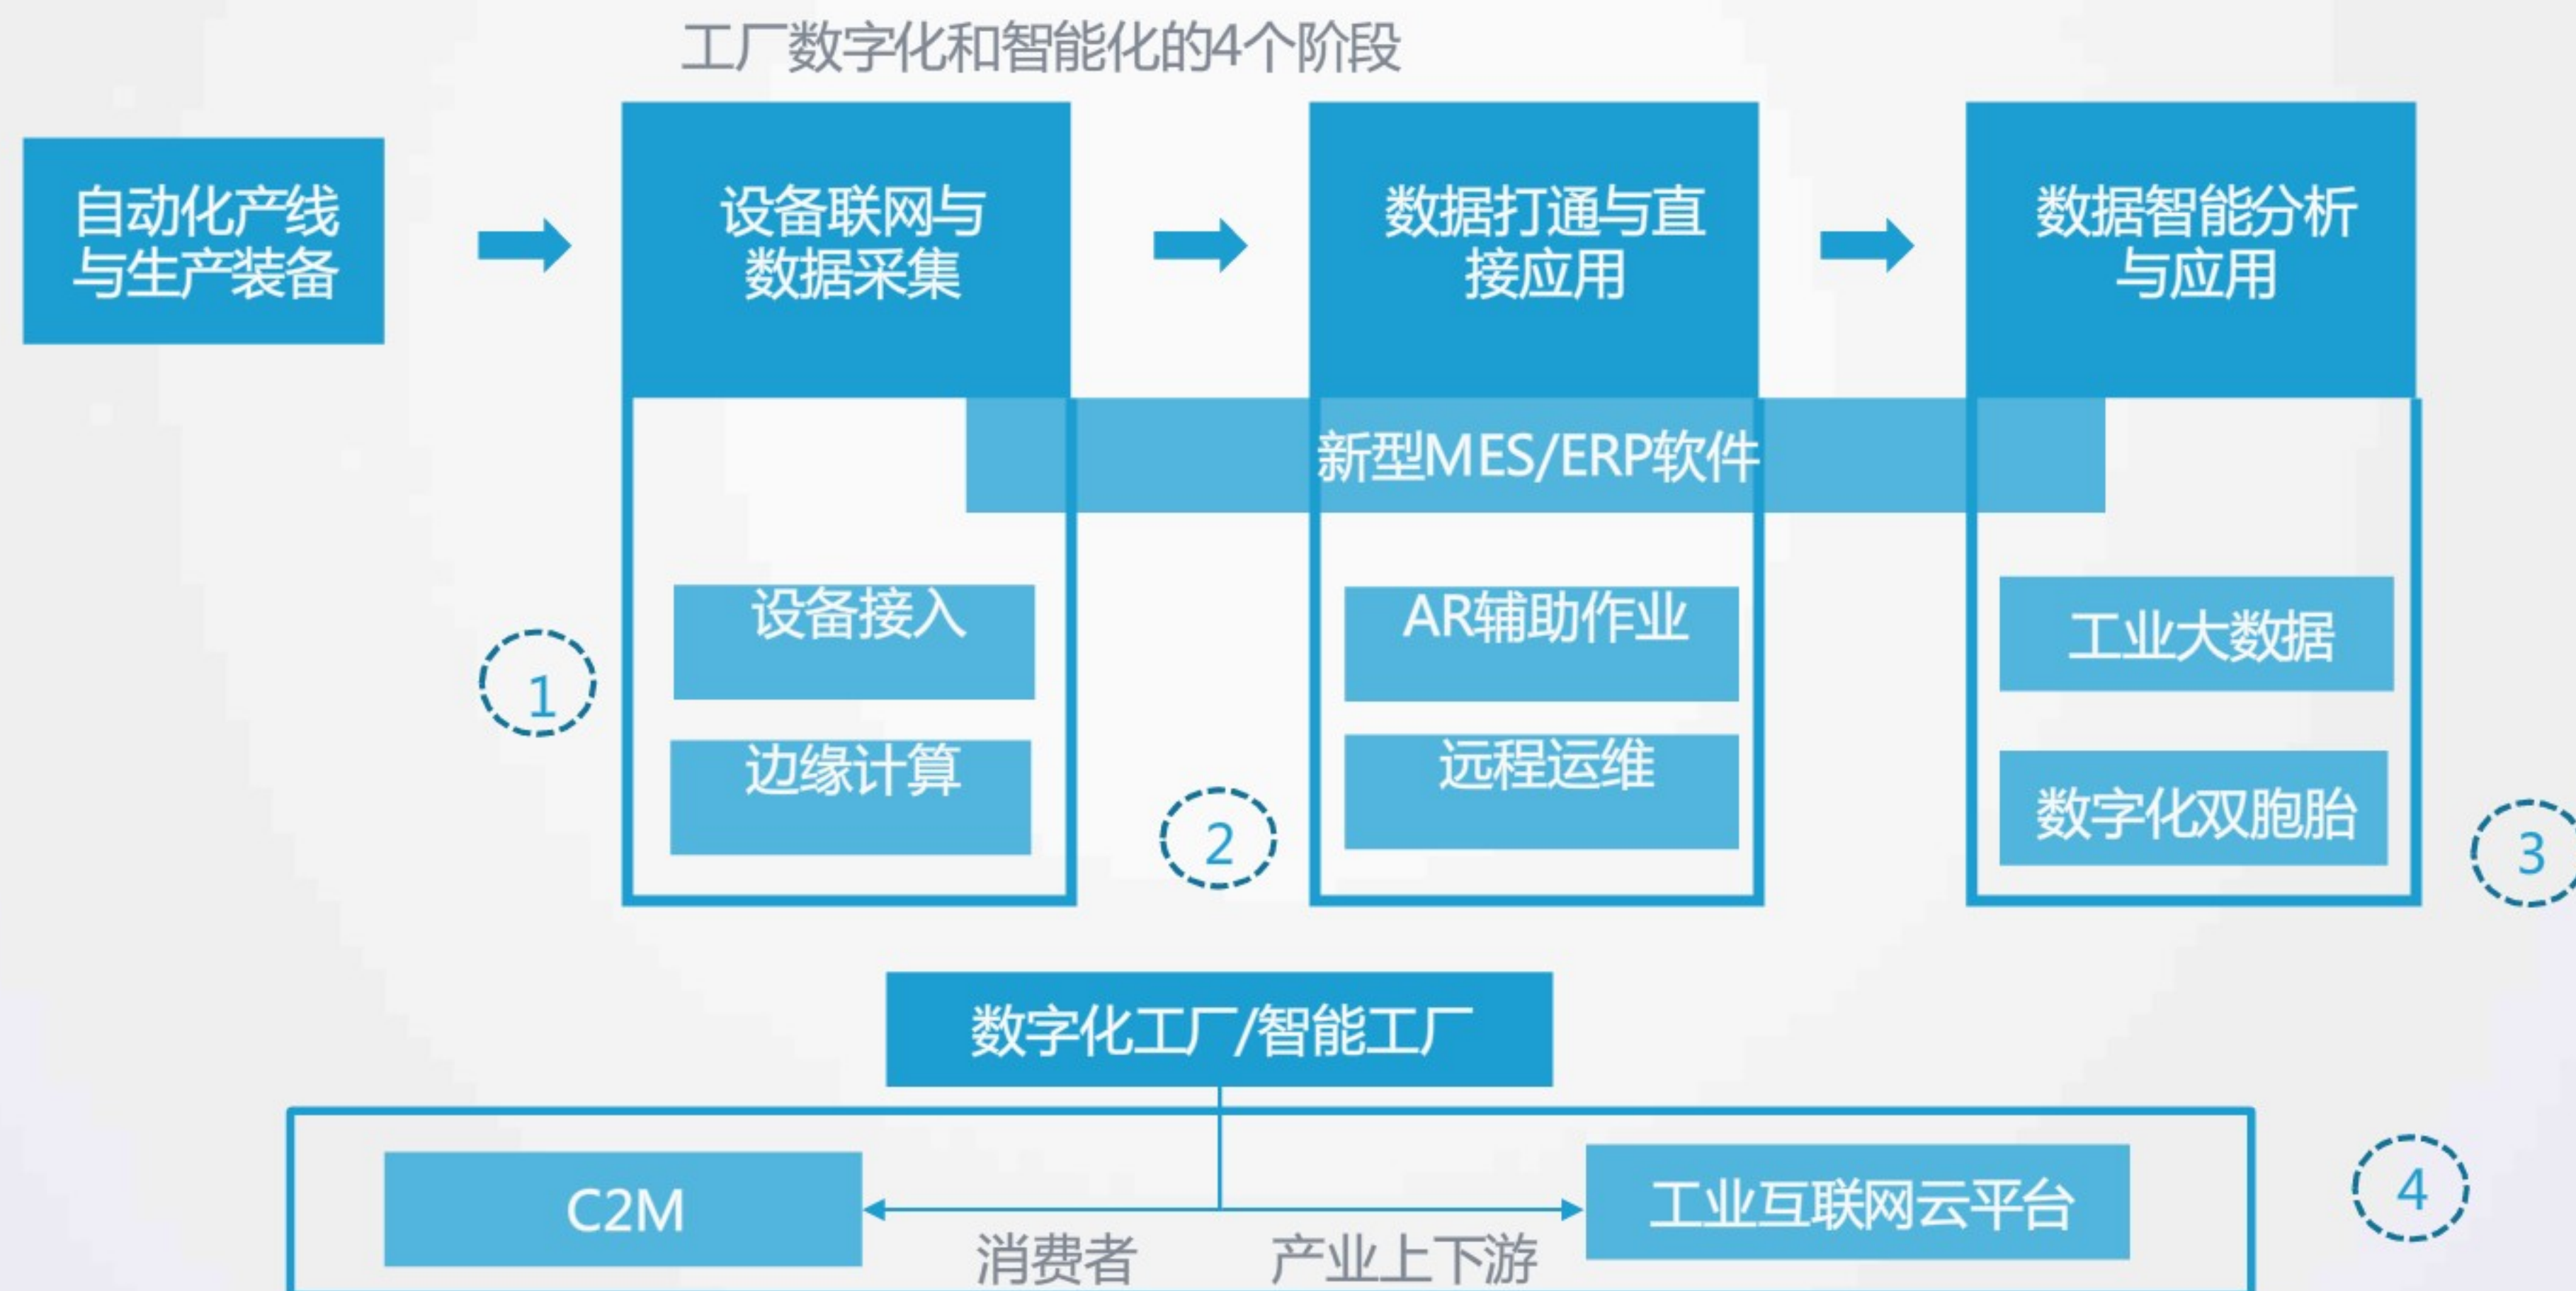 工厂数字化和智能化的4个阶段
自动化产线
与生产装备
设备联网与
数据采集
数据打通与直
接应用
数据智能分析
与应用
新型MES/ERP软件
设备接入
AR辅助作业
工业大数据
1
边缘计算
远程运维
数字化双胞胎
2
3
数字化工厂/智能工厂
C2M
工业互联网云平台
4
消费者
产业上下游